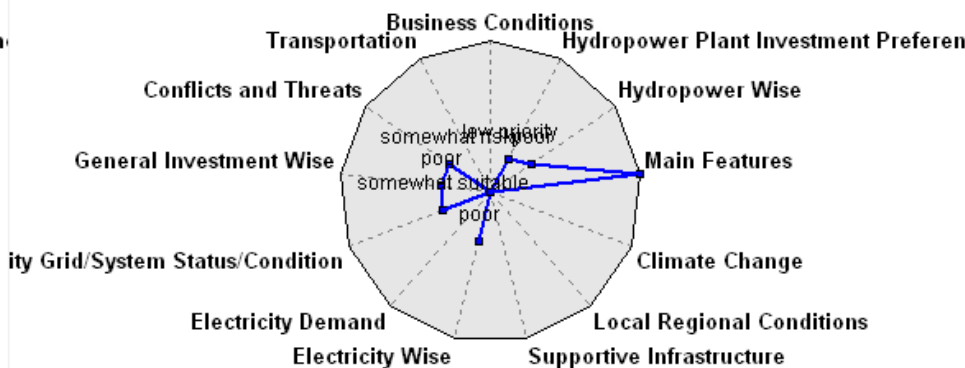 Business Conditions
Transportation
Hydropower Plant Investment Preferen
Conflicts and Threats
Hydropower Wise
low priority
somewhat risk
poor
poor
General Investment Wise
Main Features
somewhat suitable
poor
ity Grid/System Status/Condition
Climate Change
Electricity Demand
Local Regional Conditions
Electricity Wise
Supportive Infrastructure